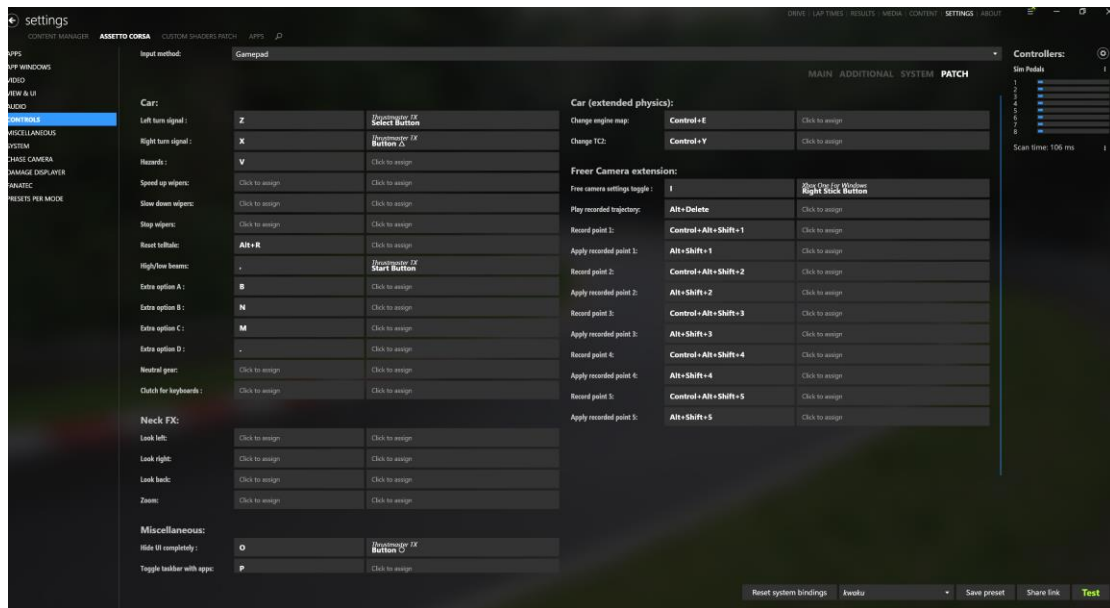 settings
DRIVE | LAP TIMES | RESULTS | MEDIA | CONTENT | SETTINGS | ABOUT
CONTENT MANAGER ASSETTO CORSA CUSTOM SHADERS PATCH APPS
APPS
APP WINDOWS
VIDEO
VIEW & UI
AUDIO
CONTROLS
MISCELLANEOUS
SYSTEM
CHASE CAMERA
DAMAGE DISPLAYER
FANATEC
PRESETS PER MODE
Input method: Gamepad
MAIN ADDITIONAL SYSTEM PATCH
Car:
Left turn signal : Z Thrustmaster TX Select Button
Right turn signal : X Thrustmaster TX Button △
Hazards : V Click to assign
Speed up wipers: Click to assign Click to assign
Slow down wipers: Click to assign Click to assign
Stop wipers: Click to assign Click to assign
Reset telltale: Alt+R Click to assign
High/low beams: , Thrustmaster TX Start Button
Extra option A : B Click to assign
Extra option B : N Click to assign
Extra option C : M Click to assign
Extra option D : . Click to assign
Neutral gear: Click to assign Click to assign
Clutch for keyboards : Click to assign Click to assign
Neck FX:
Look left: Click to assign Click to assign
Look right: Click to assign Click to assign
Look back: Click to assign Click to assign
Zoom: Click to assign Click to assign
Miscellaneous:
Hide UI completely : O Thrustmaster TX Button ○
Toggle taskbar with apps: P Click to assign
Car (extended physics):
Change engine map: Control+E Click to assign
Change TC2: Control+Y Click to assign
Freer Camera extension:
Free camera settings toggle : I Xbox One For Windows Right Stick Button
Play recorded trajectory: Alt+Delete Click to assign
Record point 1: Control+Alt+Shift+1 Click to assign
Apply recorded point 1: Alt+Shift+1 Click to assign
Record point 2: Control+Alt+Shift+2 Click to assign
Apply recorded point 2: Alt+Shift+2 Click to assign
Record point 3: Control+Alt+Shift+3 Click to assign
Apply recorded point 3: Alt+Shift+3 Click to assign
Record point 4: Control+Alt+Shift+4 Click to assign
Apply recorded point 4: Alt+Shift+4 Click to assign
Record point 5: Control+Alt+Shift+5 Click to assign
Apply recorded point 5: Alt+Shift+5 Click to assign
Controllers:
Sim Pedals
1
2
3
4
5
6
7
8
Scan time: 106 ms
Reset system bindings kwaku Save preset Share link Test